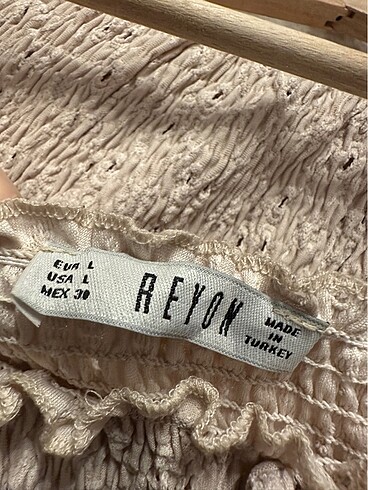 EUR L
USA L
MEX 30
REYON
MADE
IN
TURKEY